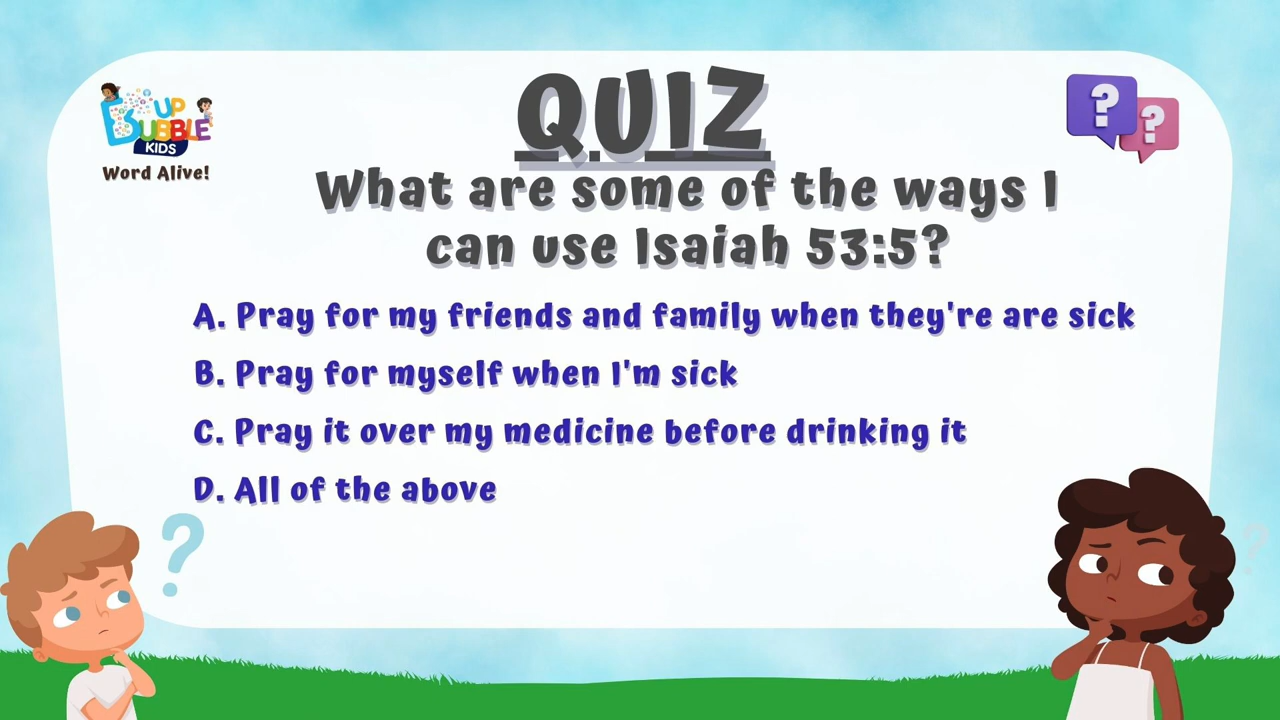 QUIZ
UP
BUBBLE
KIDS
Word Alive!
? ?
What are some of the ways I
can use Isaiah 53:5?
A. Pray for my friends and family when they're are sick
B. Pray for myself when I'm sick
C. Pray it over my medicine before drinking it
D. All of the above
?
?